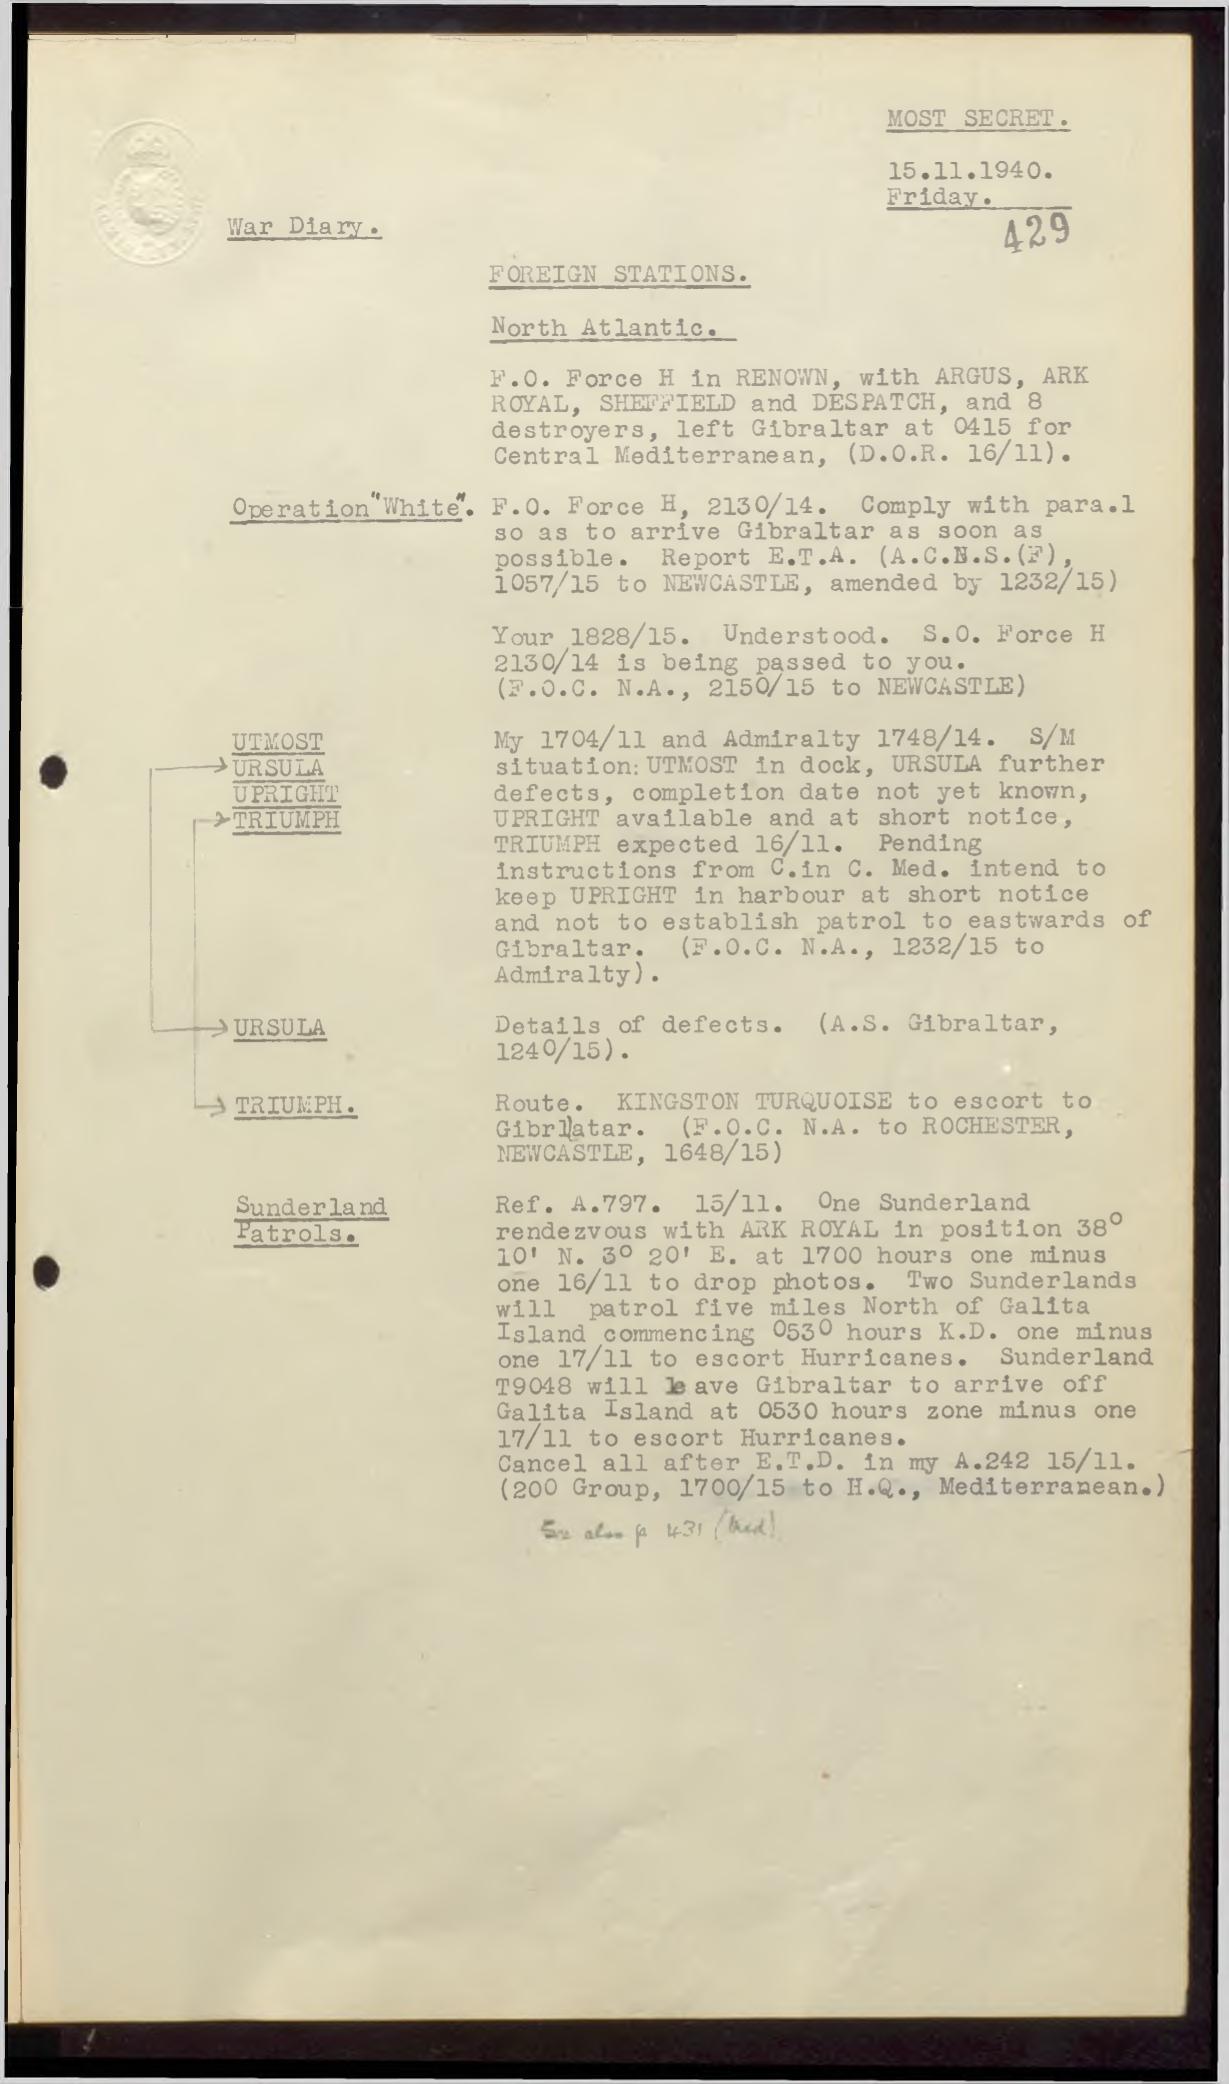 MOST SECRET.
15.11.1940.
Friday.
429
War Diary.
FOREIGN STATIONS.
North Atlantic.
F.O. Force H in RENOWN, with ARGUS, ARK
ROYAL, SHEFFIELD and DESPATCH, and 8
destroyers, left Gibraltar at 0415 for
Central Mediterranean, (D.O.R. 16/11).
Operation "White". F.O. Force H, 2130/14. Comply with para.1
so as to arrive Gibraltar as soon as
possible. Report E.T.A. (A.C.N.S.(F),
1057/15 to NEWCASTLE, amended by 1232/15)
Your 1828/15. Understood. S.O. Force H
2130/14 is being passed to you.
(F.O.C. N.A., 2150/15 to NEWCASTLE)
UTMOST
URSULA
UPRIGHT
TRIUMPH
My 1704/11 and Admiralty 1748/14. S/M
situation: UTMOST in dock, URSULA further
defects, completion date not yet known,
UPRIGHT available and at short notice,
TRIUMPH expected 16/11. Pending
instructions from C.in C. Med. intend to
keep UPRIGHT in harbour at short notice
and not to establish patrol to eastwards of
Gibraltar. (F.O.C. N.A., 1232/15 to
Admiralty).
URSULA
Details of defects. (A.S. Gibraltar,
1240/15).
TRIUMPH.
Route. KINGSTON TURQUOISE to escort to
Gibrlatar. (F.O.C. N.A. to ROCHESTER,
NEWCASTLE, 1648/15)
Sunderland
Patrols.
Ref. A.797. 15/11. One Sunderland
rendezvous with ARK ROYAL in position 38°
10' N. 3° 20' E. at 1700 hours one minus
one 16/11 to drop photos. Two Sunderlands
will patrol five miles North of Galita
Island commencing 0530 hours K.D. one minus
one 17/11 to escort Hurricanes. Sunderland
T9048 will leave Gibraltar to arrive off
Galita Island at 0530 hours zone minus one
17/11 to escort Hurricanes.
Cancel all after E.T.D. in my A.242 15/11.
(200 Group, 1700/15 to H.Q., Mediterranean.)
See also p 431 (Med)